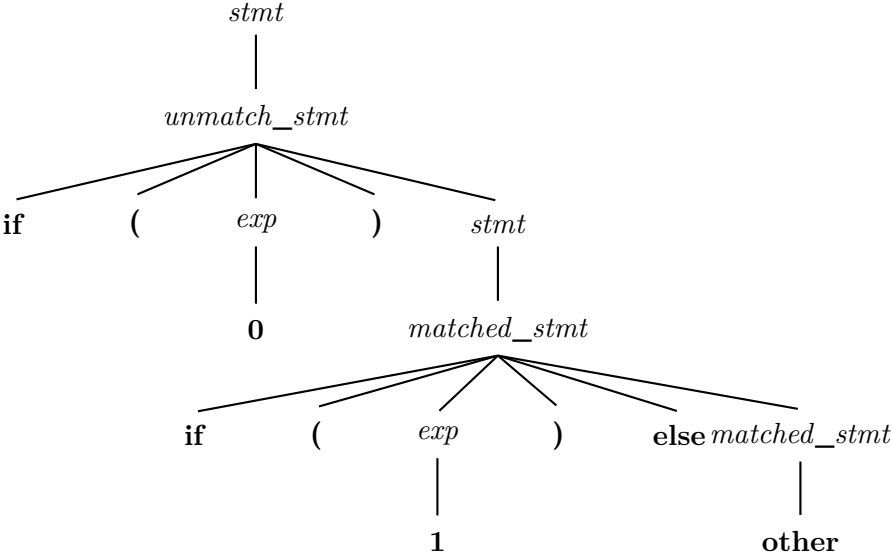 stmt
unmatch_stmt
if ( exp ) stmt
0 matched_stmt
if ( exp ) else matched_stmt
1 other